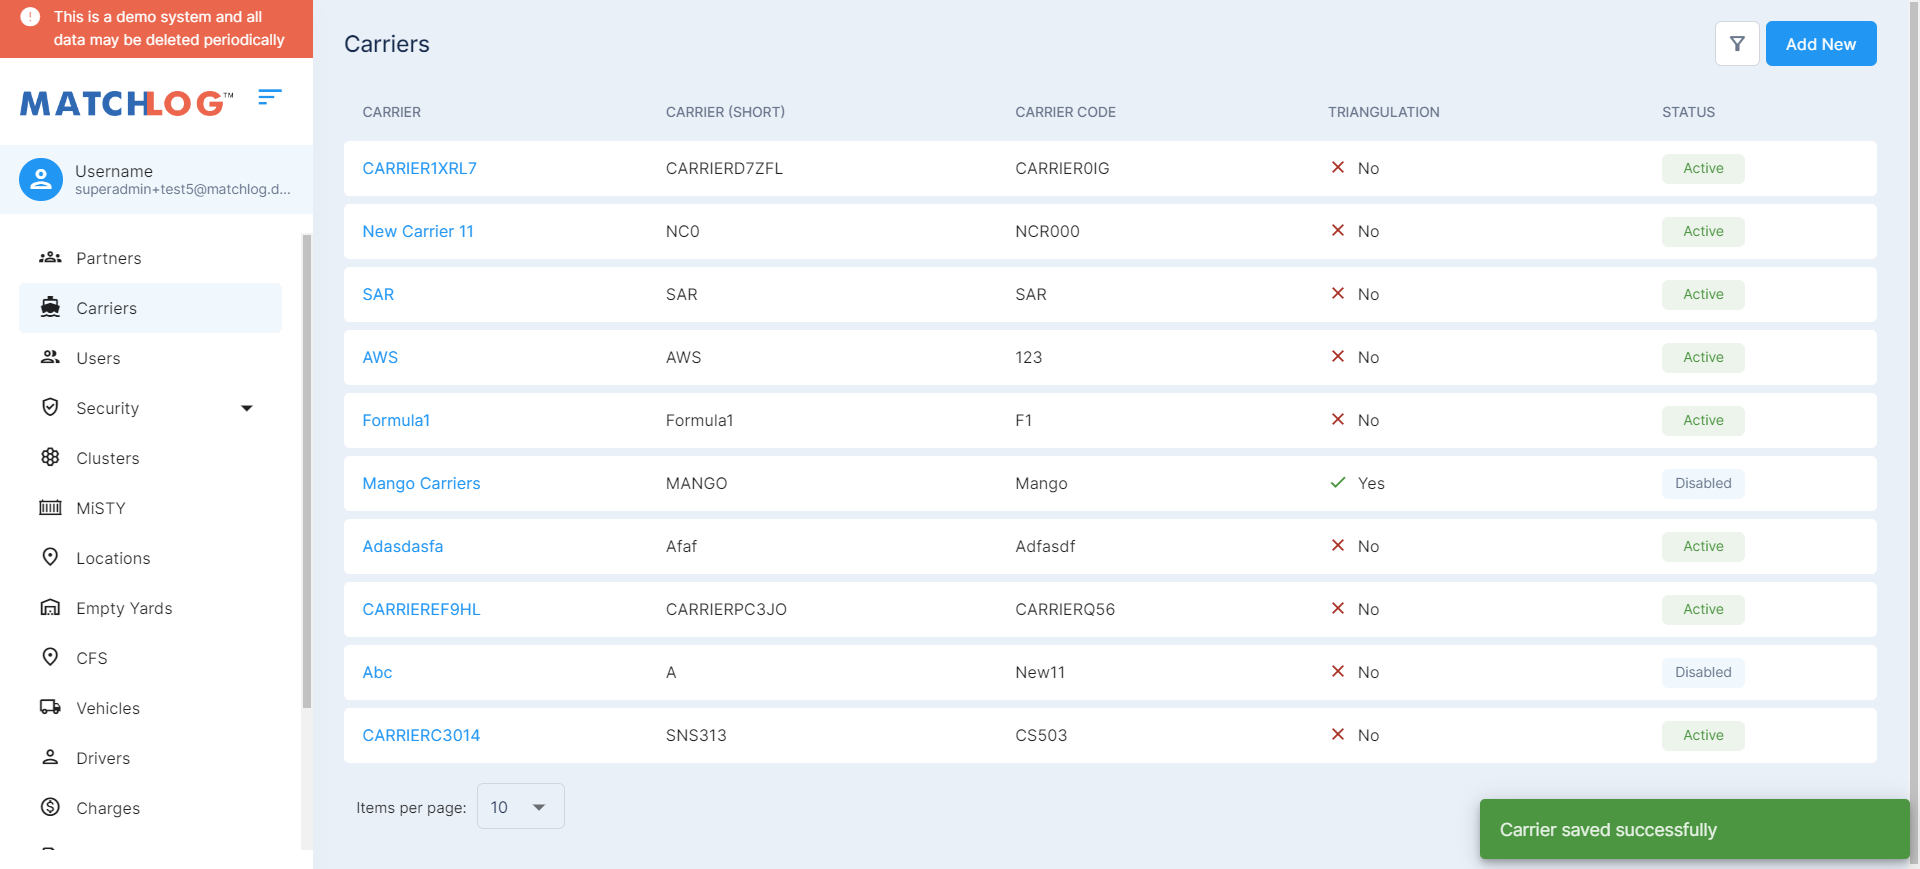 This is a demo system and all
data may be deleted periodically
MATCHLOG™
Username
superadmin+test5@matchlog.d...
Partners
Carriers
Users
Security
Clusters
MiSTY
Locations
Empty Yards
CFS
Vehicles
Drivers
Charges
Carriers
Add New
CARRIER CARRIER (SHORT) CARRIER CODE TRIANGULATION STATUS
CARRIER1XRL7 CARRIERD7ZFL CARRIER0IG No Active
New Carrier 11 NC0 NCR000 No Active
SAR SAR SAR No Active
AWS AWS 123 No Active
Formula1 Formula1 F1 No Active
Mango Carriers MANGO Mango Yes Disabled
Adasdasfa Afaf Adfasdf No Active
CARRIEREF9HL CARRIERPC3JO CARRIERQ56 No Active
Abc A New11 No Disabled
CARRIERC3014 SNS313 CS503 No Active
Items per page: 10
Carrier saved successfully